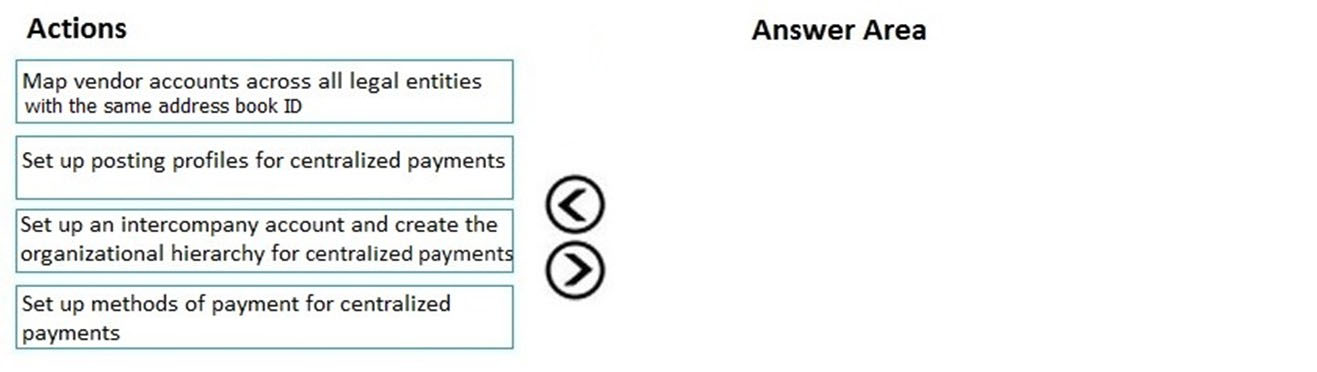 Actions
Answer Area
Map vendor accounts across all legal entities
with the same address book ID
Set up posting profiles for centralized payments
Set up an intercompany account and create the
organizational hierarchy for centralized payments
Set up methods of payment for centralized
payments